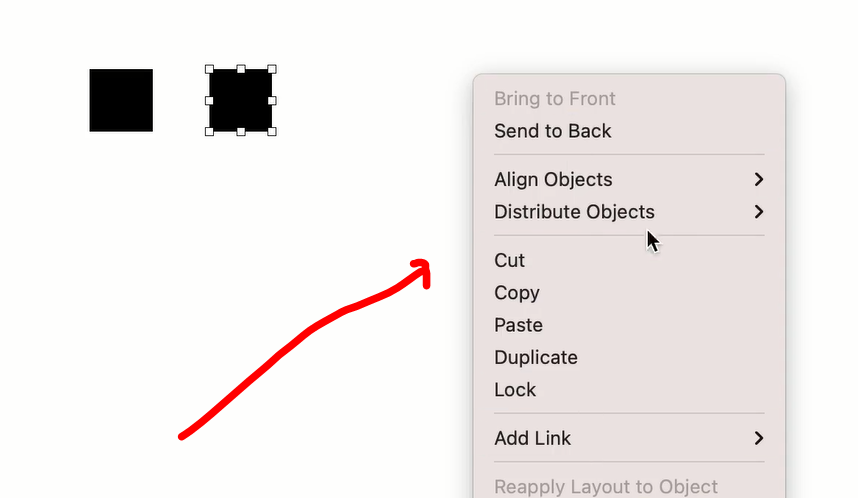 Bring to Front
Send to Back
Align Objects
Distribute Objects
Cut
Copy
Paste
Duplicate
Lock
Add Link
Reapply Layout to Object